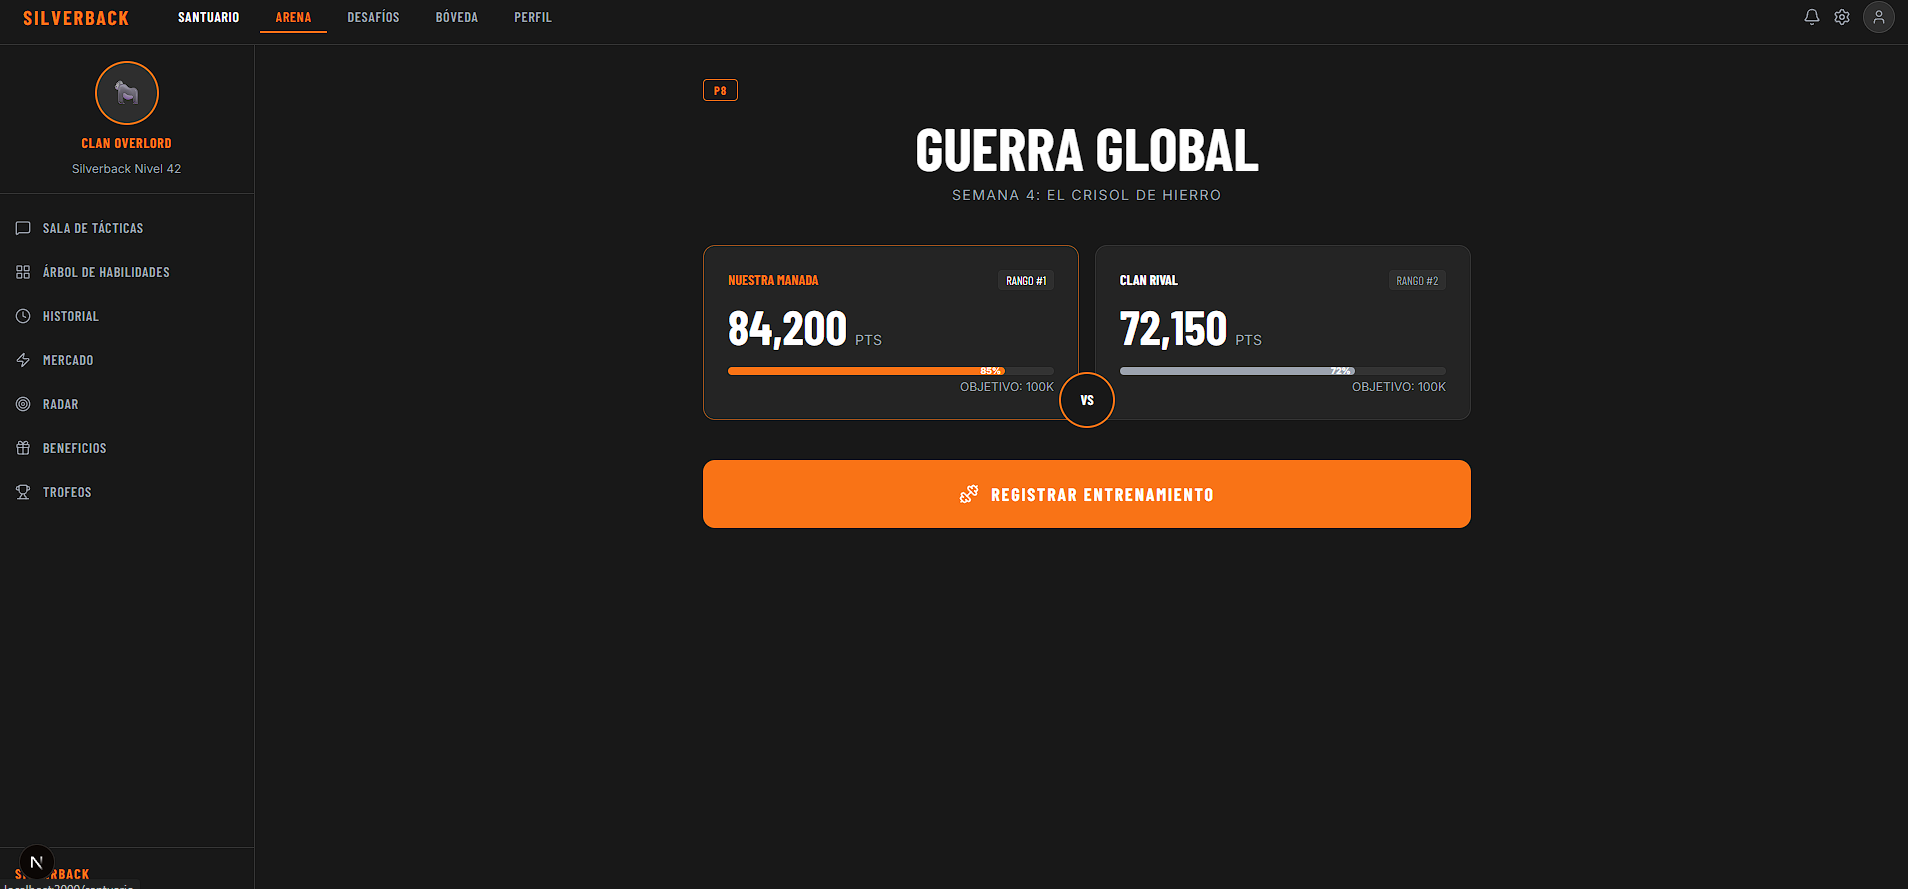 SILVERBACK
SANTUARIO
ARENA
DESAFÍOS
BÓVEDA
PERFIL
CLAN OVERLORD
Silverback Nivel 42
SALA DE TÁCTICAS
ÁRBOL DE HABILIDADES
HISTORIAL
MERCADO
RADAR
BENEFICIOS
TROFEOS
P8
GUERRA GLOBAL
SEMANA 4: EL CRISOL DE HIERRO
NUESTRA MANADA
RANGO #1
84,200 PTS
85%
OBJETIVO: 100K
VS
CLAN RIVAL
RANGO #2
72,150 PTS
72%
OBJETIVO: 100K
REGISTRAR ENTRENAMIENTO
N